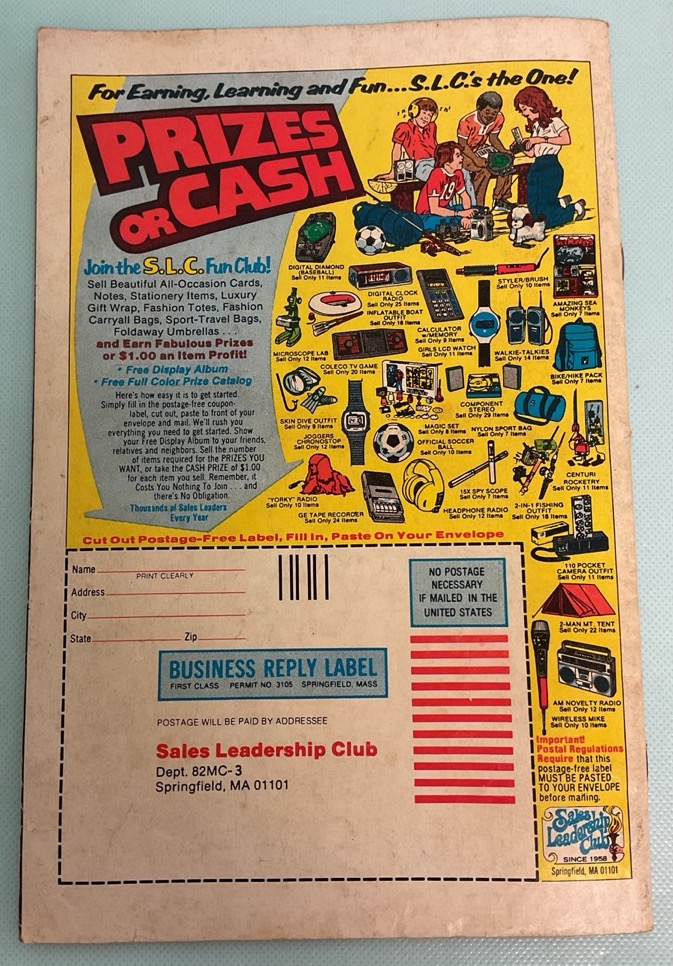 For Earning, Learning and Fun...S.L.C.'s the One!
PRIZES
OR CASH
Join the S.L.C. Fun Club!
Sell Beautiful All-Occasion Cards,
Notes, Stationery Items, Luxury
Gift Wrap, Fashion Totes, Fashion
Carryall Bags, Sport-Travel Bags,
Foldaway Umbrellas . . .
and Earn Fabulous Prizes
or $1.00 an Item Profit!
• Free Display Album
• Free Full Color Prize Catalog
Here's how easy it is to get started.
Simply fill in the postage-free coupon-
label, cut out, paste to front of your
envelope and mail. We'll rush you
everything you need to get started. Show
your Free Display Album to your friends,
relatives and neighbors. Sell the number
of items required for the PRIZES YOU
WANT, or take the CASH PRIZE of $1.00
for each item you sell. Remember, it
Costs You Nothing To Join . . . and
there's No Obligation.
Thousands of Sales Leaders
Every Year
19
DIGITAL DIAMOND
(BASEBALL)
Sell Only 11 Items
DIGITAL CLOCK
RADIO
Sell Only 25 Items
STYLER/BRUSH
Sell Only 10 Items
SEA MONKEYS
AMAZING SEA
MONKEYS
Sell Only 7 Items
INFLATABLE BOAT
OUTFIT
Sell Only 16 Items
CALCULATOR
w/MEMORY
Sell Only 9 Items
MICROSCOPE LAB
Sell Only 12 Items
GIRLS LCD WATCH
Sell Only 11 Items
WALKIE-TALKIES
Sell Only 14 Items
COLECO TV GAME
Sell Only 20 Items
BIKE/HIKE PACK
Sell Only 7 Items
SKIN DIVE OUTFIT
Sell Only 9 Items
COMPONENT
STEREO
Sell Only 29 Items
MAGIC SET
Sell Only 8 Items
NYLON SPORT BAG
Sell Only 7 Items
JOGGERS
CHRONOSTOP
Sell Only 12 Items
OFFICIAL SOCCER
BALL
Sell Only 10 Items
CENTURI
ROCKETRY
Sell Only 11 Items
"YORKY" RADIO
Sell Only 10 Items
15X SPY SCOPE
Sell Only 7 Items
GE TAPE RECORDER
Sell Only 24 Items
HEADPHONE RADIO
Sell Only 12 Items
2-IN-1 FISHING
OUTFIT
Sell Only 18 Items
110 POCKET
CAMERA OUTFIT
Sell Only 11 Items
2-MAN MT. TENT
Sell Only 22 Items
AM NOVELTY RADIO
Sell Only 12 Items
WIRELESS MIKE
Sell Only 10 Items
Cut Out Postage-Free Label, Fill In, Paste On Your Envelope
Name
PRINT CLEARLY
Address
City
State Zip
NO POSTAGE
NECESSARY
IF MAILED IN THE
UNITED STATES
BUSINESS REPLY LABEL
FIRST CLASS PERMIT NO. 3105 SPRINGFIELD, MASS
POSTAGE WILL BE PAID BY ADDRESSEE
Sales Leadership Club
Dept. 82MC-3
Springfield, MA 01101
Important!
Postal Regulations
Require that this
postage-free label
MUST BE PASTED
TO YOUR ENVELOPE
before mailing.
Sales
Leadership
Club
SINCE 1958
Springfield, MA 01101